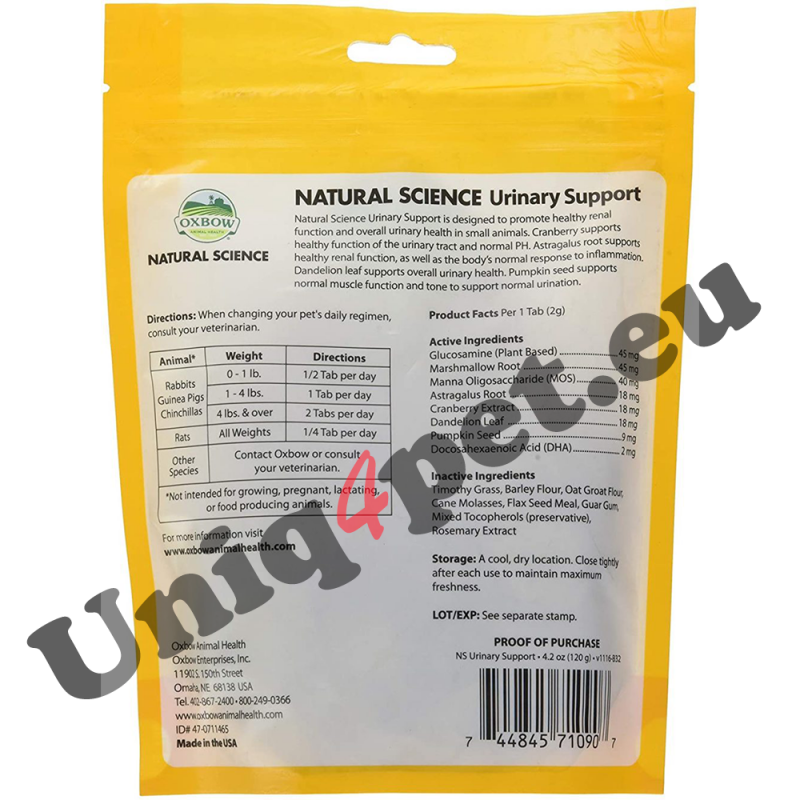 OXBOW
ANIMAL HEALTH
NATURAL SCIENCE
NATURAL SCIENCE Urinary Support
Natural Science Urinary Support is designed to promote healthy renal
function and overall urinary health in small animals. Cranberry supports
healthy function of the urinary tract and normal PH. Astragalus root supports
healthy renal function, as well as the body's normal response to inflammation.
Dandelion leaf supports overall urinary health. Pumpkin seed supports
normal muscle function and tone to support normal urination.
Directions: When changing your pet's daily regimen,
consult your veterinarian.
Animal* Weight Directions
Rabbits
Guinea Pigs
Chinchillas
0 - 1 lb. 1/2 Tab per day
1 - 4 lbs. 1 Tab per day
4 lbs. & over 2 Tabs per day
Rats All Weights 1/4 Tab per day
Other
Species
Contact Oxbow or consult
your veterinarian.
*Not intended for growing, pregnant, lactating,
or food producing animals.
For more information visit
www.oxbowanimalhealth.com
Product Facts Per 1 Tab (2g)
Active Ingredients
Glucosamine (Plant Based) 45 mg
Marshmallow Root 45 mg
Manna Oligosaccharide (MOS) 40 mg
Astragalus Root 18 mg
Cranberry Extract 18 mg
Dandelion Leaf 18 mg
Pumpkin Seed 9 mg
Docosahexaenoic Acid (DHA) 2 mg
Inactive Ingredients
Timothy Grass, Barley Flour, Oat Groat Flour,
Cane Molasses, Flax Seed Meal, Guar Gum,
Mixed Tocopherols (preservative),
Rosemary Extract
Storage: A cool, dry location. Close tightly
after each use to maintain maximum
freshness.
LOT/EXP: See separate stamp.
PROOF OF PURCHASE
NS Urinary Support • 4.2 oz (120 g) • v1116-B32
7 44845 71090 7
Oxbow Animal Health
Oxbow Enterprises, Inc.
11902 S. 150th Street
Omaha, NE 68138 USA
Tel. 402-867-2400 • 800-249-0366
www.oxbowanimalhealth.com
ID# 47-0711465
Made in the USA
Uniq4pet.eu